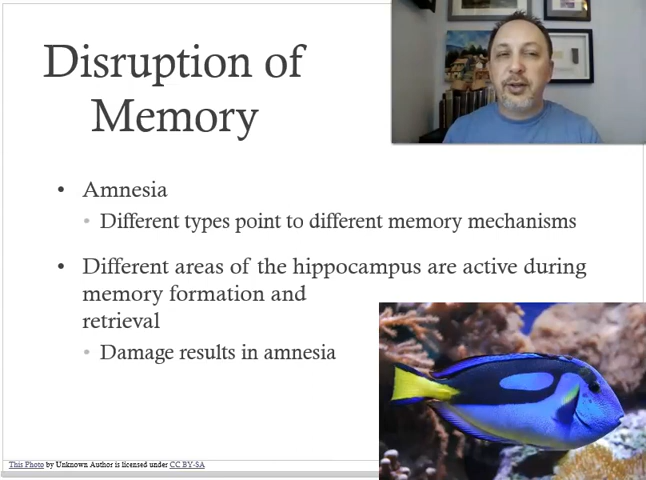 Disruption of
Memory
• Amnesia
• Different types point to different memory mechanisms
• Different areas of the hippocampus are active during
memory formation and
retrieval
• Damage results in amnesia
This Photo by Unknown Author is licensed under CC BY-SA